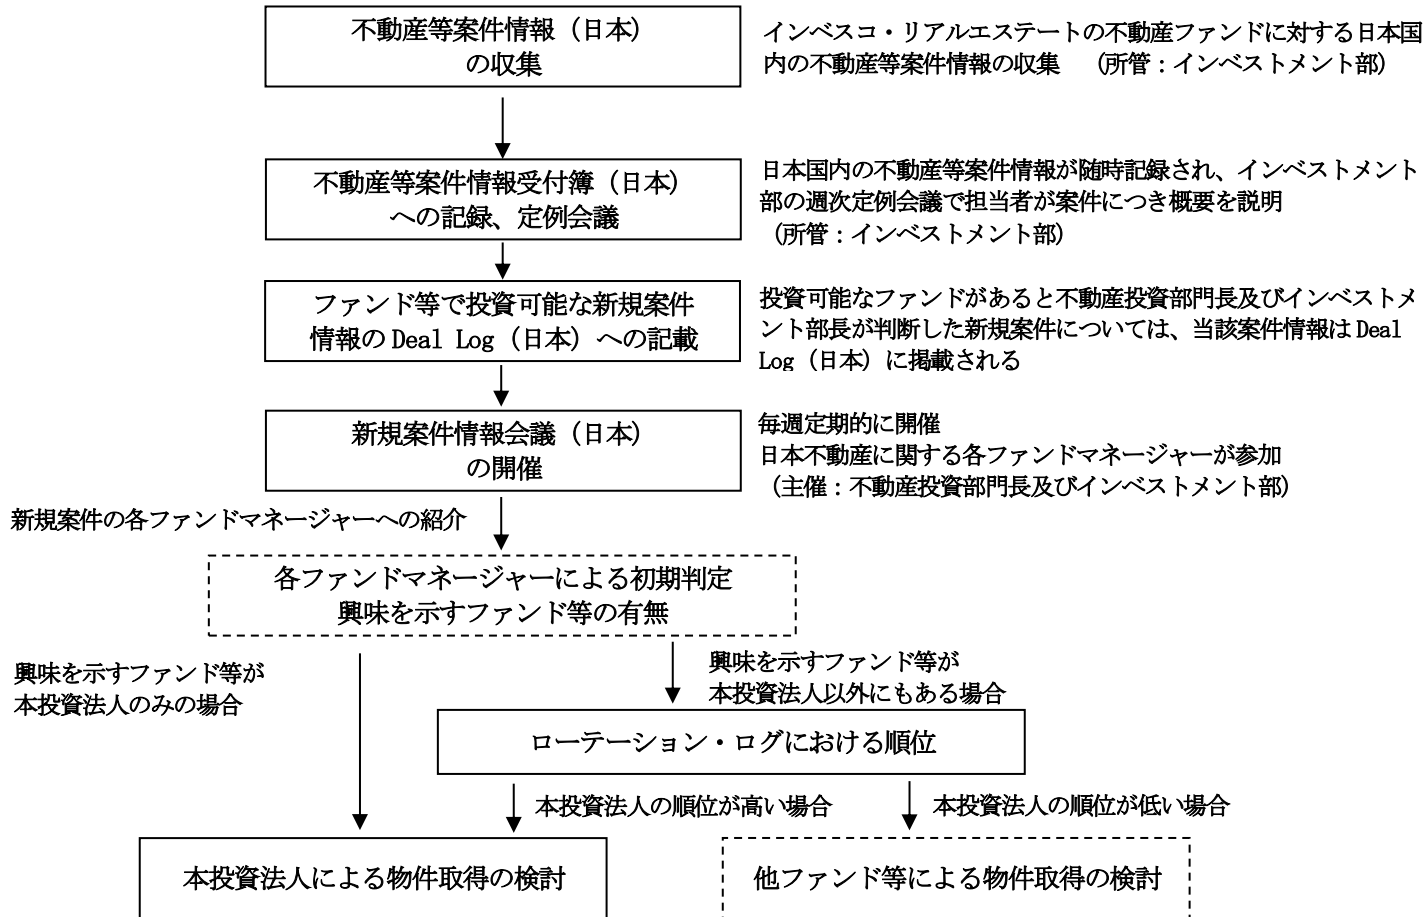 不動産等案件情報（日本）
の収集
インベスコ・リアルエステートの不動産ファンドに対する日本国
内の不動産等案件情報の収集　（所管：インベストメント部）
不動産等案件情報受付簿（日本）
への記録、定例会議
日本国内の不動産等案件情報が随時記録され、インベストメント
部の週次定例会議で担当者が案件につき概要を説明
（所管：インベストメント部）
ファンド等で投資可能な新規案件
情報の Deal Log（日本）への記載
投資可能なファンドがあると不動産投資部門長及びインベストメ
ント部長が判断した新規案件については、当該案件情報は Deal
Log（日本）に掲載される
新規案件情報会議（日本）
の開催
毎週定期的に開催
日本不動産に関する各ファンドマネージャーが参加
（主催：不動産投資部門長及びインベストメント部）
新規案件の各ファンドマネージャーへの紹介
各ファンドマネージャーによる初期判定
興味を示すファンド等の有無
興味を示すファンド等が
本投資法人のみの場合
興味を示すファンド等が
本投資法人以外にもある場合
ローテーション・ログにおける順位
本投資法人の順位が高い場合
本投資法人の順位が低い場合
本投資法人による物件取得の検討
他ファンド等による物件取得の検討